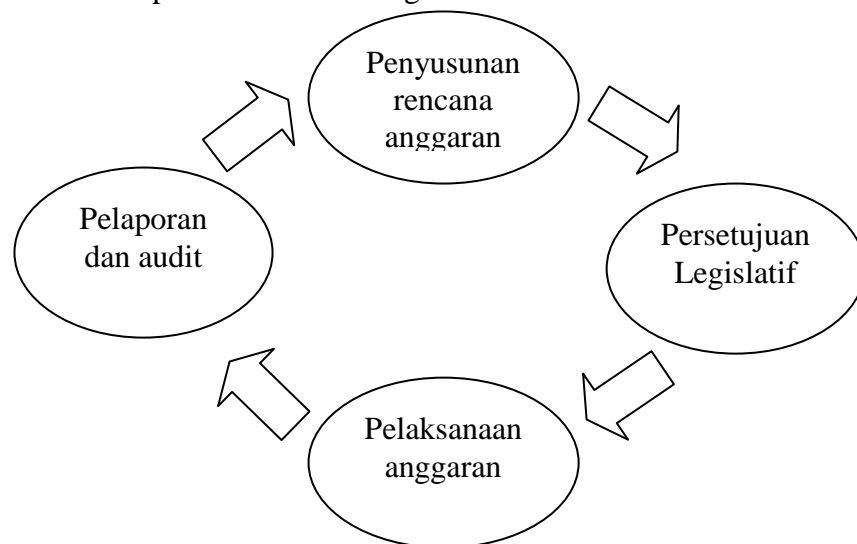 Penyusunan
rencana
anggaran
Persetujuan
Legislatif
Pelaksanaan
anggaran
Pelaporan
dan audit